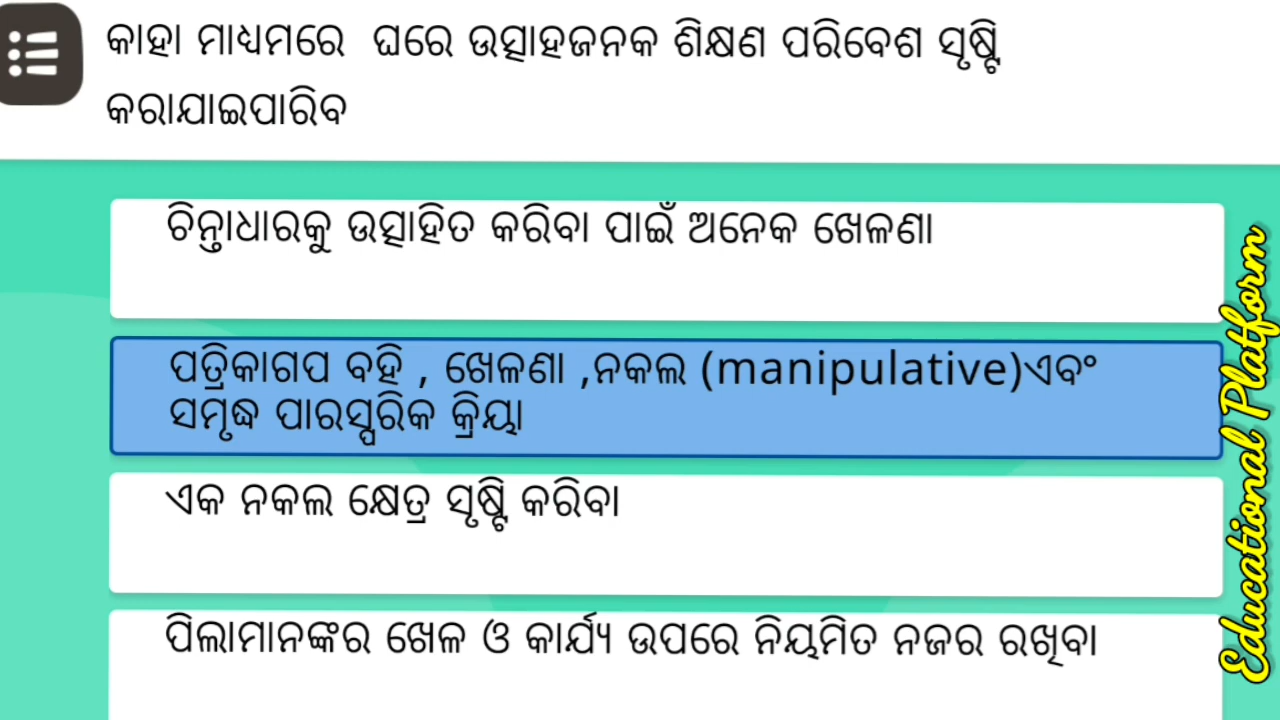 କାହା ମାଧ୍ୟମରେ ଘରେ ଉତ୍ସାହଜନକ ଶିକ୍ଷଣ ପରିବେଶ ସୃଷ୍ଟି
କରାଯାଇପାରିବ
ଚିନ୍ତାଧାରକୁ ଉତ୍ସାହିତ କରିବା ପାଇଁ ଅନେକ ଖେଳଣା
ପତ୍ରିକାଗପ ବହି , ଖେଳଣା ,ନକଲ (manipulative)ଏବଂ
ସମୃଦ୍ଧ ପାରସ୍ପରିକ କ୍ରିୟା
ଏକ ନକଲ କ୍ଷେତ୍ର ସୃଷ୍ଟି କରିବା
ପିଲାମାନଙ୍କର ଖେଳ ଓ କାର୍ଯ୍ୟ ଉପରେ ନିୟମିତ ନଜର ରଖିବା
Educational Platform